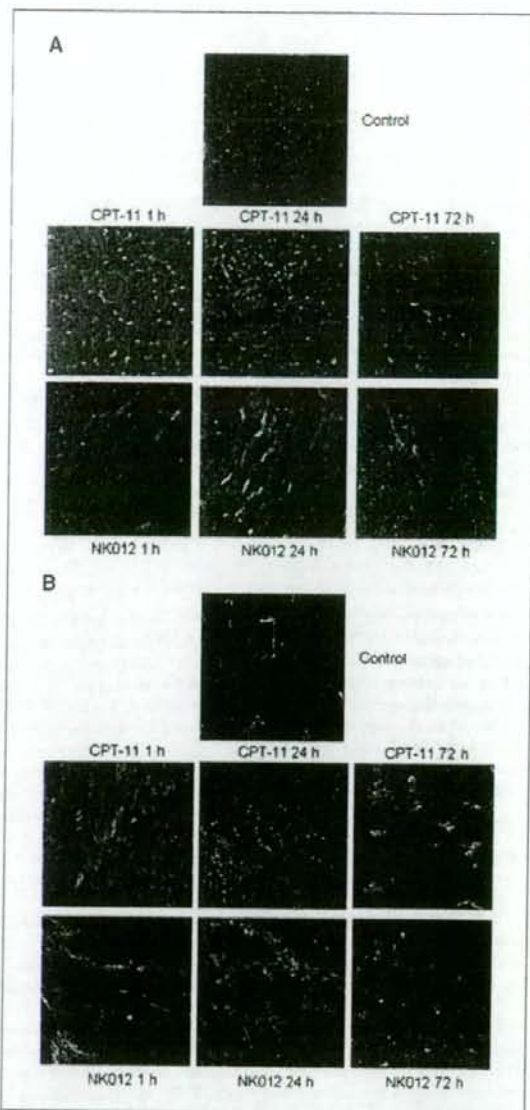 A
Control
CPT-11 1 h CPT-11 24 h CPT-11 72 h
NK012 1 h NK012 24 h NK012 72 h
B
Control
CPT-11 1 h CPT-11 24 h CPT-11 72 h
NK012 1 h NK012 24 h NK012 72 h